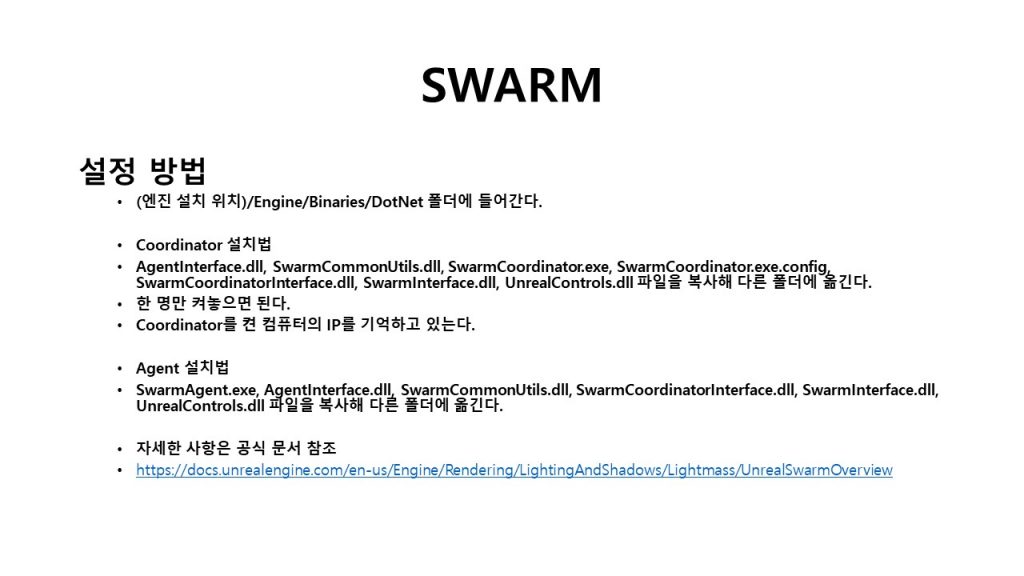 SWARM
설정 방법
• (엔진 설치 위치)/Engine/Binaries/DotNet 폴더에 들어간다.
• Coordinator 설치법
• AgentInterface.dll, SwarmCommonUtils.dll, SwarmCoordinator.exe, SwarmCoordinator.exe.config,
SwarmCoordinatorInterface.dll, SwarmInterface.dll, UnrealControls.dll 파일을 복사해 다른 폴더에 옮긴다.
• 한 명만 켜놓으면 된다.
• Coordinator를 켠 컴퓨터의 IP를 기억하고 있는다.
• Agent 설치법
• SwarmAgent.exe, AgentInterface.dll, SwarmCommonUtils.dll, SwarmCoordinatorInterface.dll, SwarmInterface.dll,
UnrealControls.dll 파일을 복사해 다른 폴더에 옮긴다.
• 자세한 사항은 공식 문서 참조
• https://docs.unrealengine.com/en-us/Engine/Rendering/LightingAndShadows/Lightmass/UnrealSwarmOverview